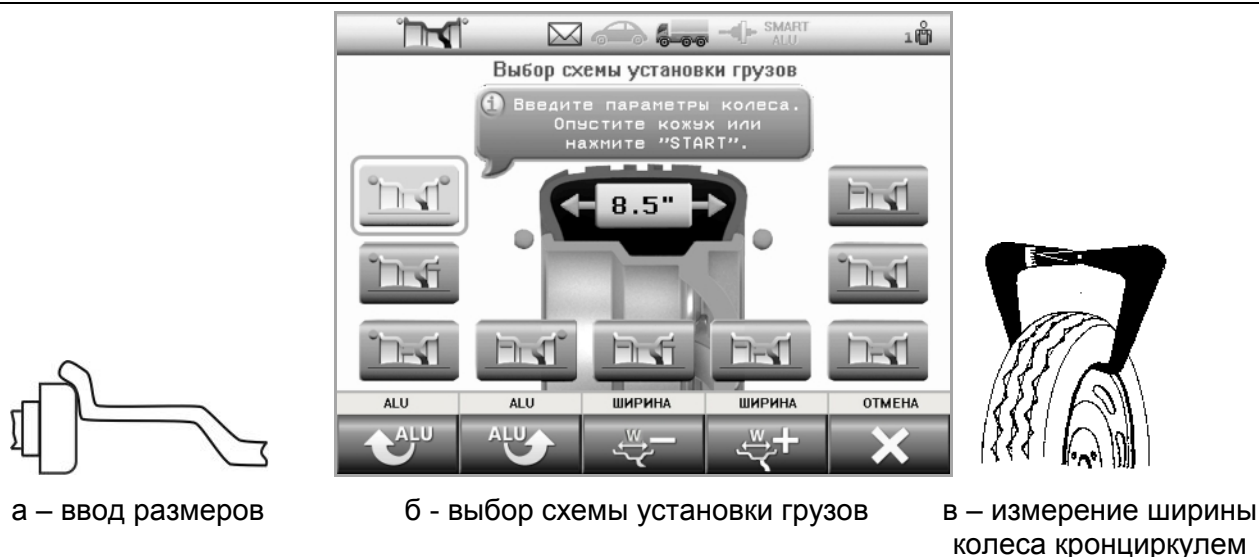 SMART
ALU
1
Выбор схемы установки грузов
i Введите параметры колеса.
Опустите кожух или
нажмите "START".
8.5"
ALU ALU ШИРИНА ШИРИНА ОТМЕНА
ALU ALU W W
а – ввод размеров б - выбор схемы установки грузов в – измерение ширины
колеса кронциркулем